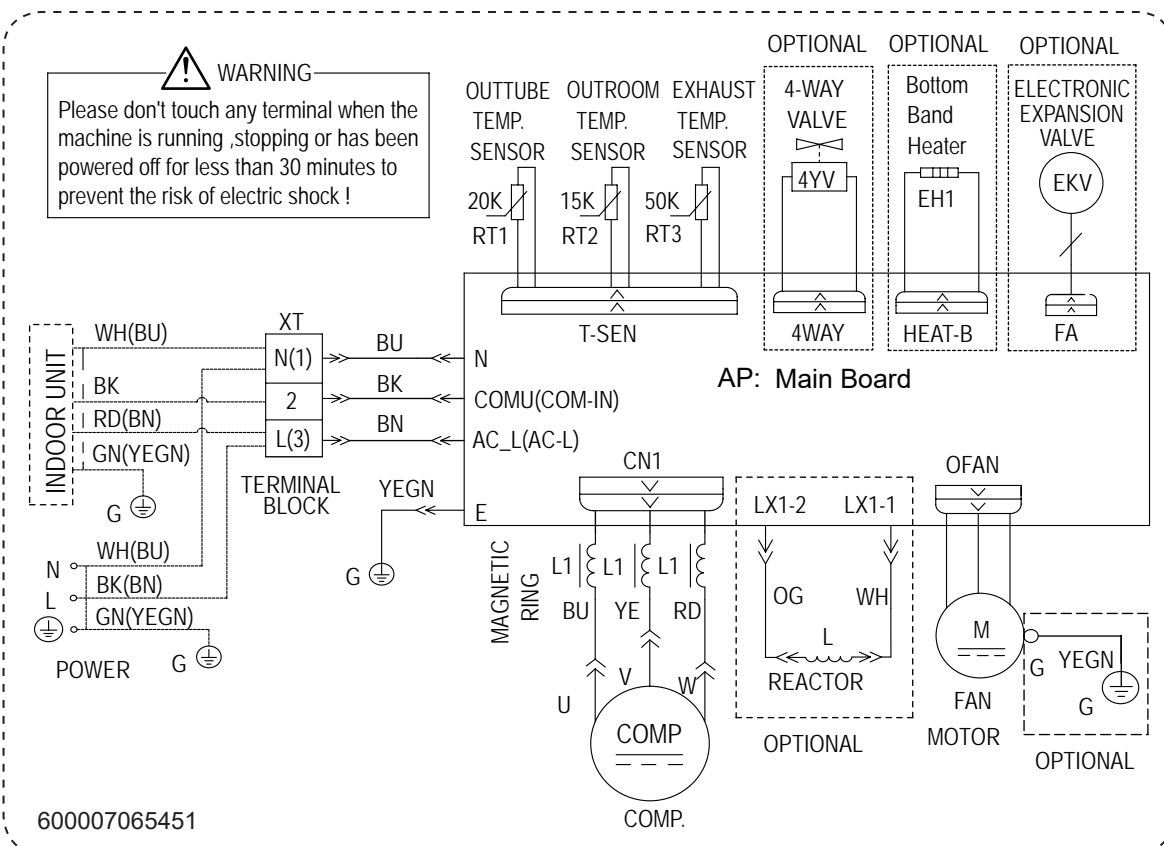 WARNING
Please don't touch any terminal when the
machine is running ,stopping or has been
powered off for less than 30 minutes to
prevent the risk of electric shock !
OUTTUBE
TEMP.
SENSOR
OUTROOM
TEMP.
SENSOR
EXHAUST
TEMP.
SENSOR
20K
RT1
15K
RT2
50K
RT3
T-SEN
OPTIONAL
4-WAY
VALVE
4YV
4WAY
OPTIONAL
Bottom
Band
Heater
EH1
HEAT-B
OPTIONAL
ELECTRONIC
EXPANSION
VALVE
EKV
FA
AP: Main Board
INDOOR UNIT
WH(BU)
BK
RD(BN)
GN(YEGN)
G
XT
N(1)
2
L(3)
TERMINAL
BLOCK
BU
BK
BN
N
COMU(COM-IN)
AC_L(AC-L)
YEGN
E
G
N
WH(BU)
L
BK(BN)
GN(YEGN)
G
POWER
CN1
MAGNETIC
RING
L1
L1
L1
BU
YE
RD
U
V
W
COMP
COMP.
LX1-2
LX1-1
OG
WH
L
REACTOR
OPTIONAL
OFAN
M
FAN
MOTOR
G
YEGN
G
OPTIONAL
600007065451